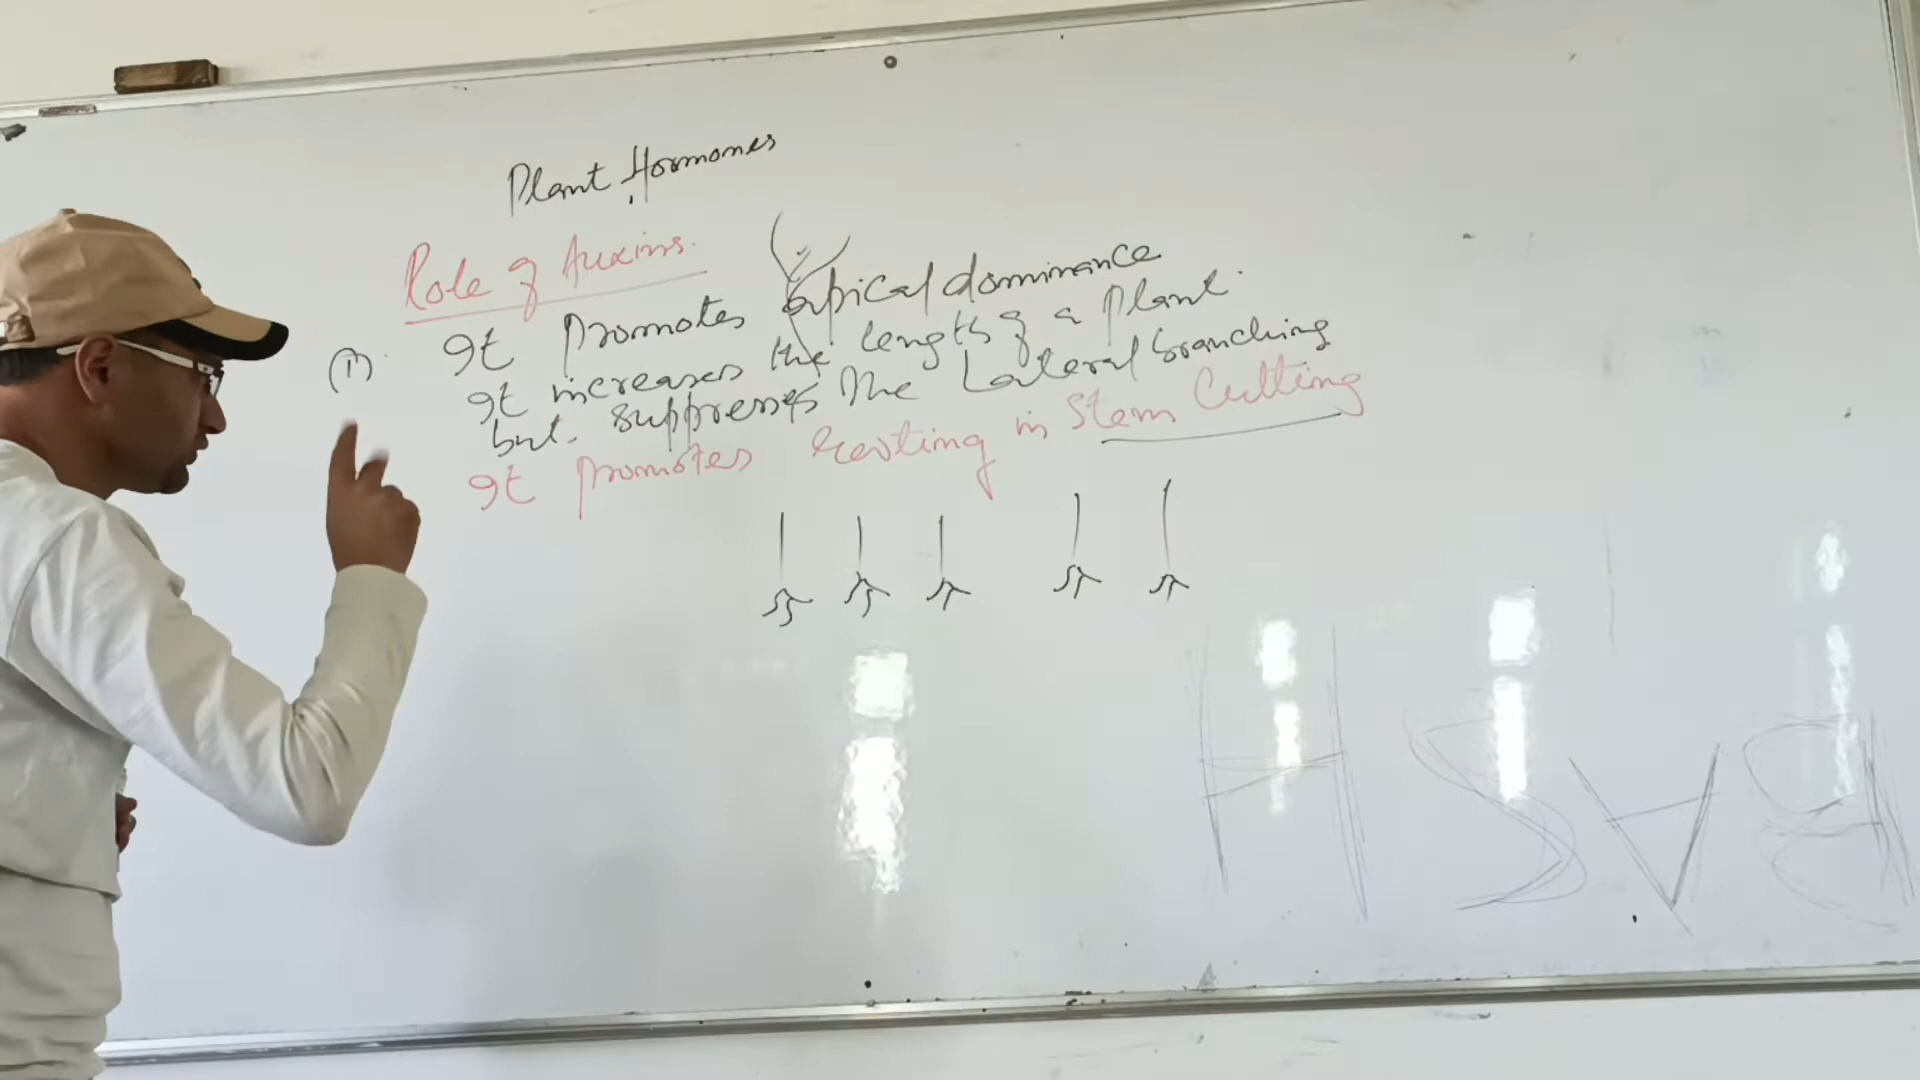 Plant Hormones
Role of Auxins.
(1) It promotes apical dominance
It increases the length of a plant.
but suppresses the Lateral branching
It promotes rooting in Stem Cutting
HSAB